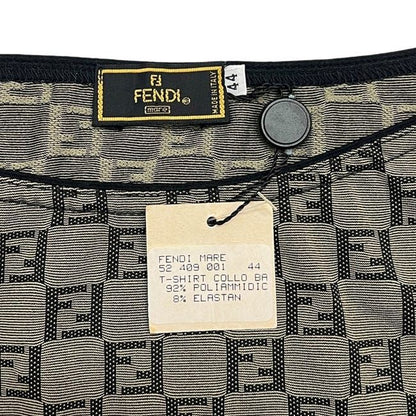 FF
FENDI®
mare
MADE IN ITALY
44
FENDI MARE
52 409 001 44
T-SHIRT COLLO BA
92% POLIAMMIDIC
8% ELASTAN